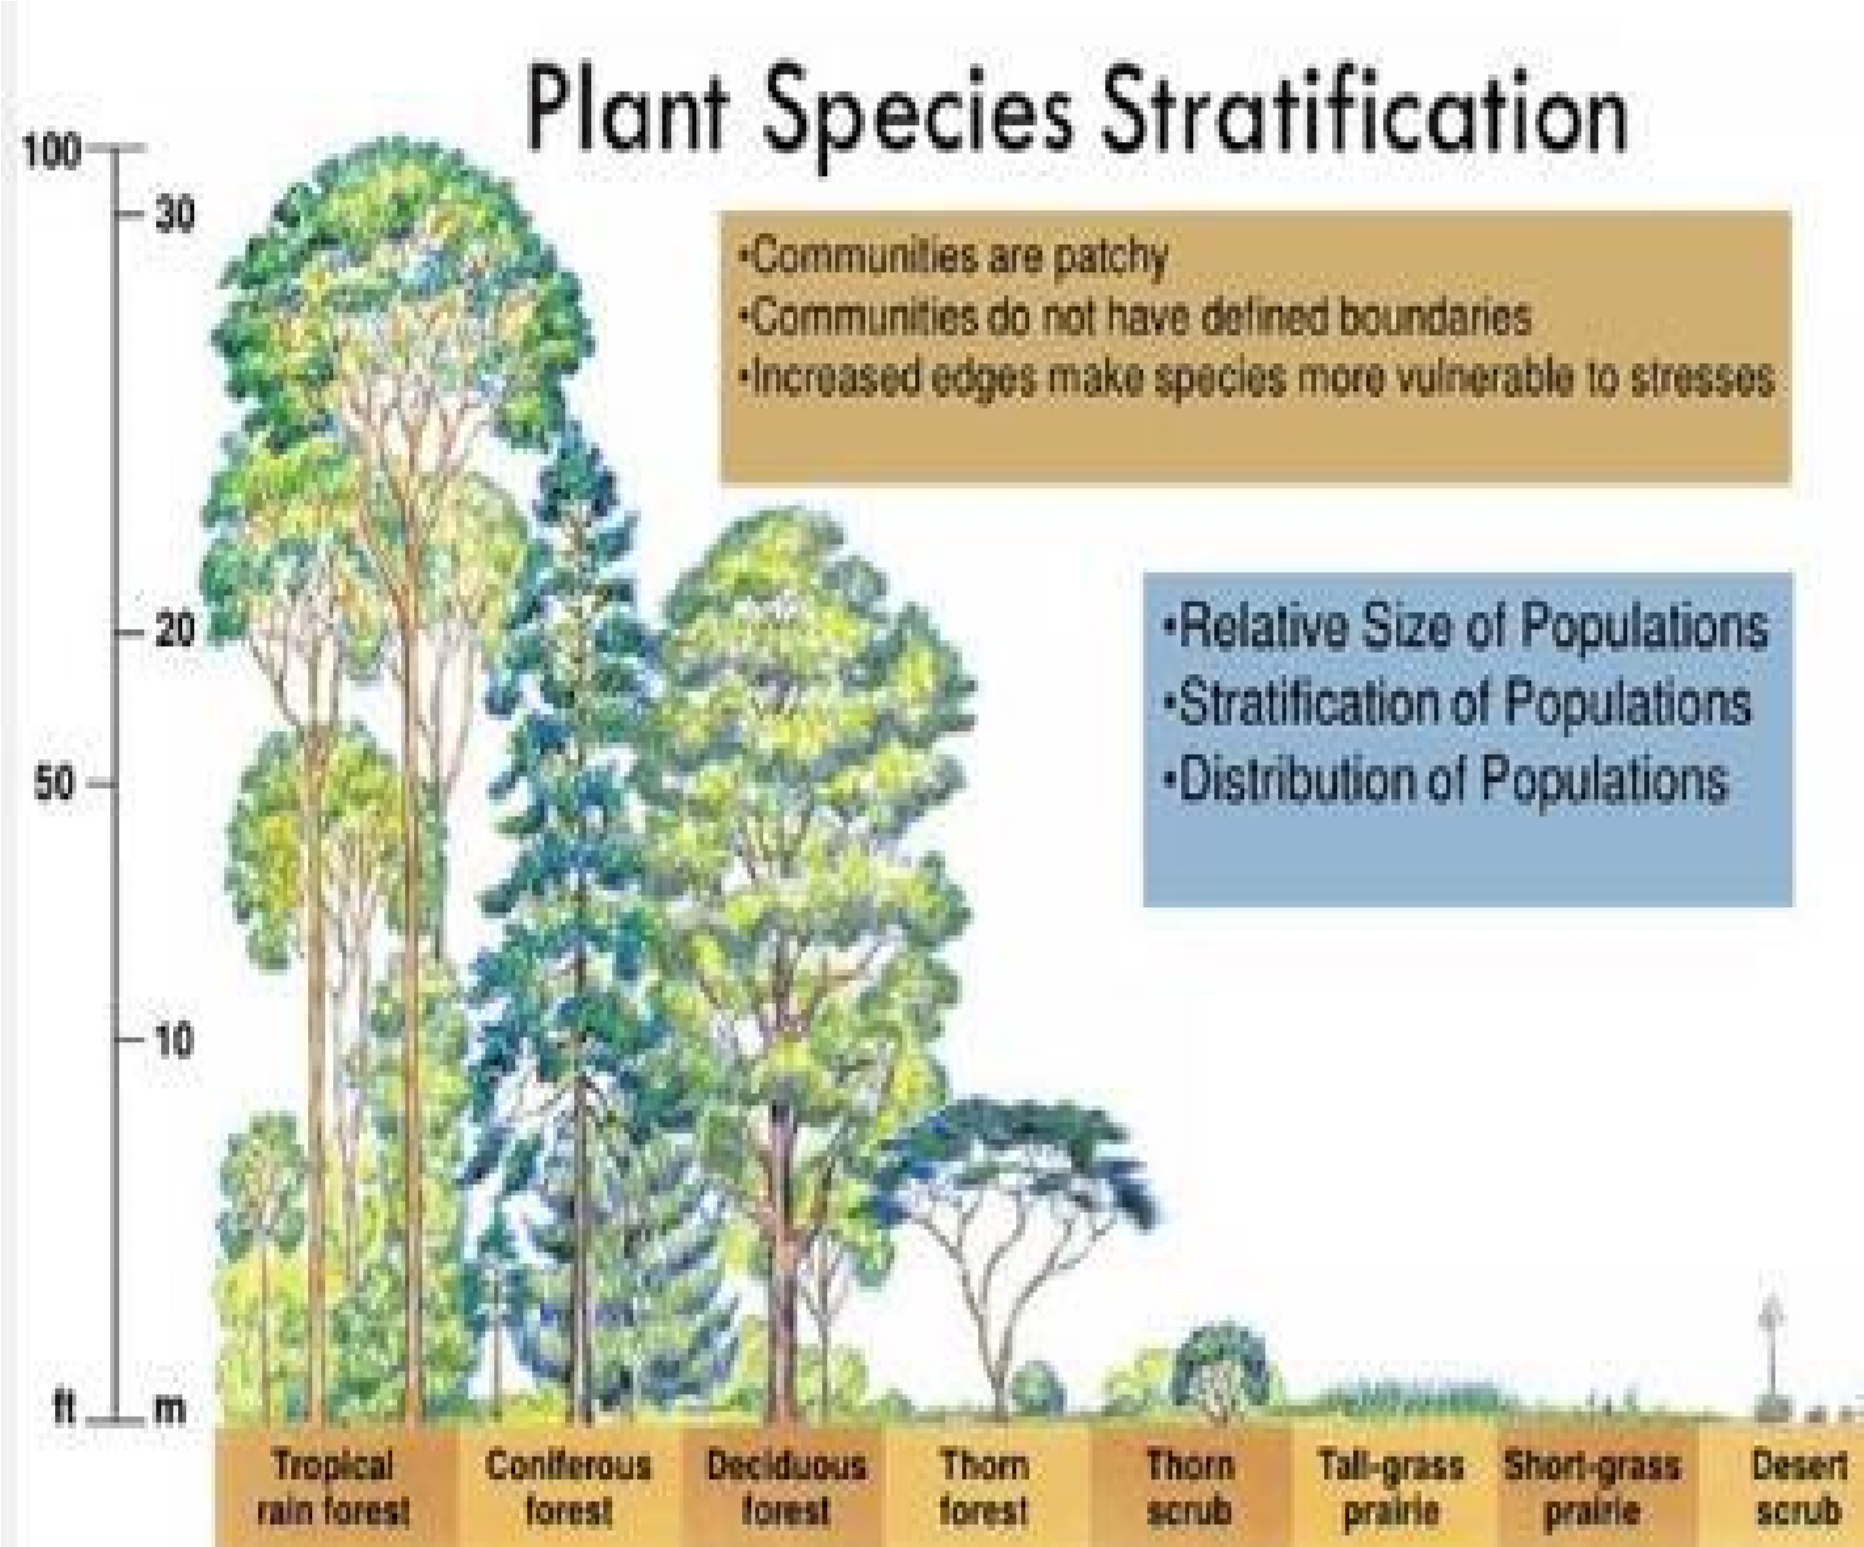 Plant Species Stratification
100
30
•Communities are patchy
•Communities do not have defined boundaries
•Increased edges make species more vulnerable to stresses
20
•Relative Size of Populations
•Stratification of Populations
•Distribution of Populations
50
10
ft
m
Tropical
rain forest
Coniferous
forest
Deciduous
forest
Thorn
forest
Thorn
scrub
Tall-grass
prairie
Short-grass
prairie
Desert
scrub